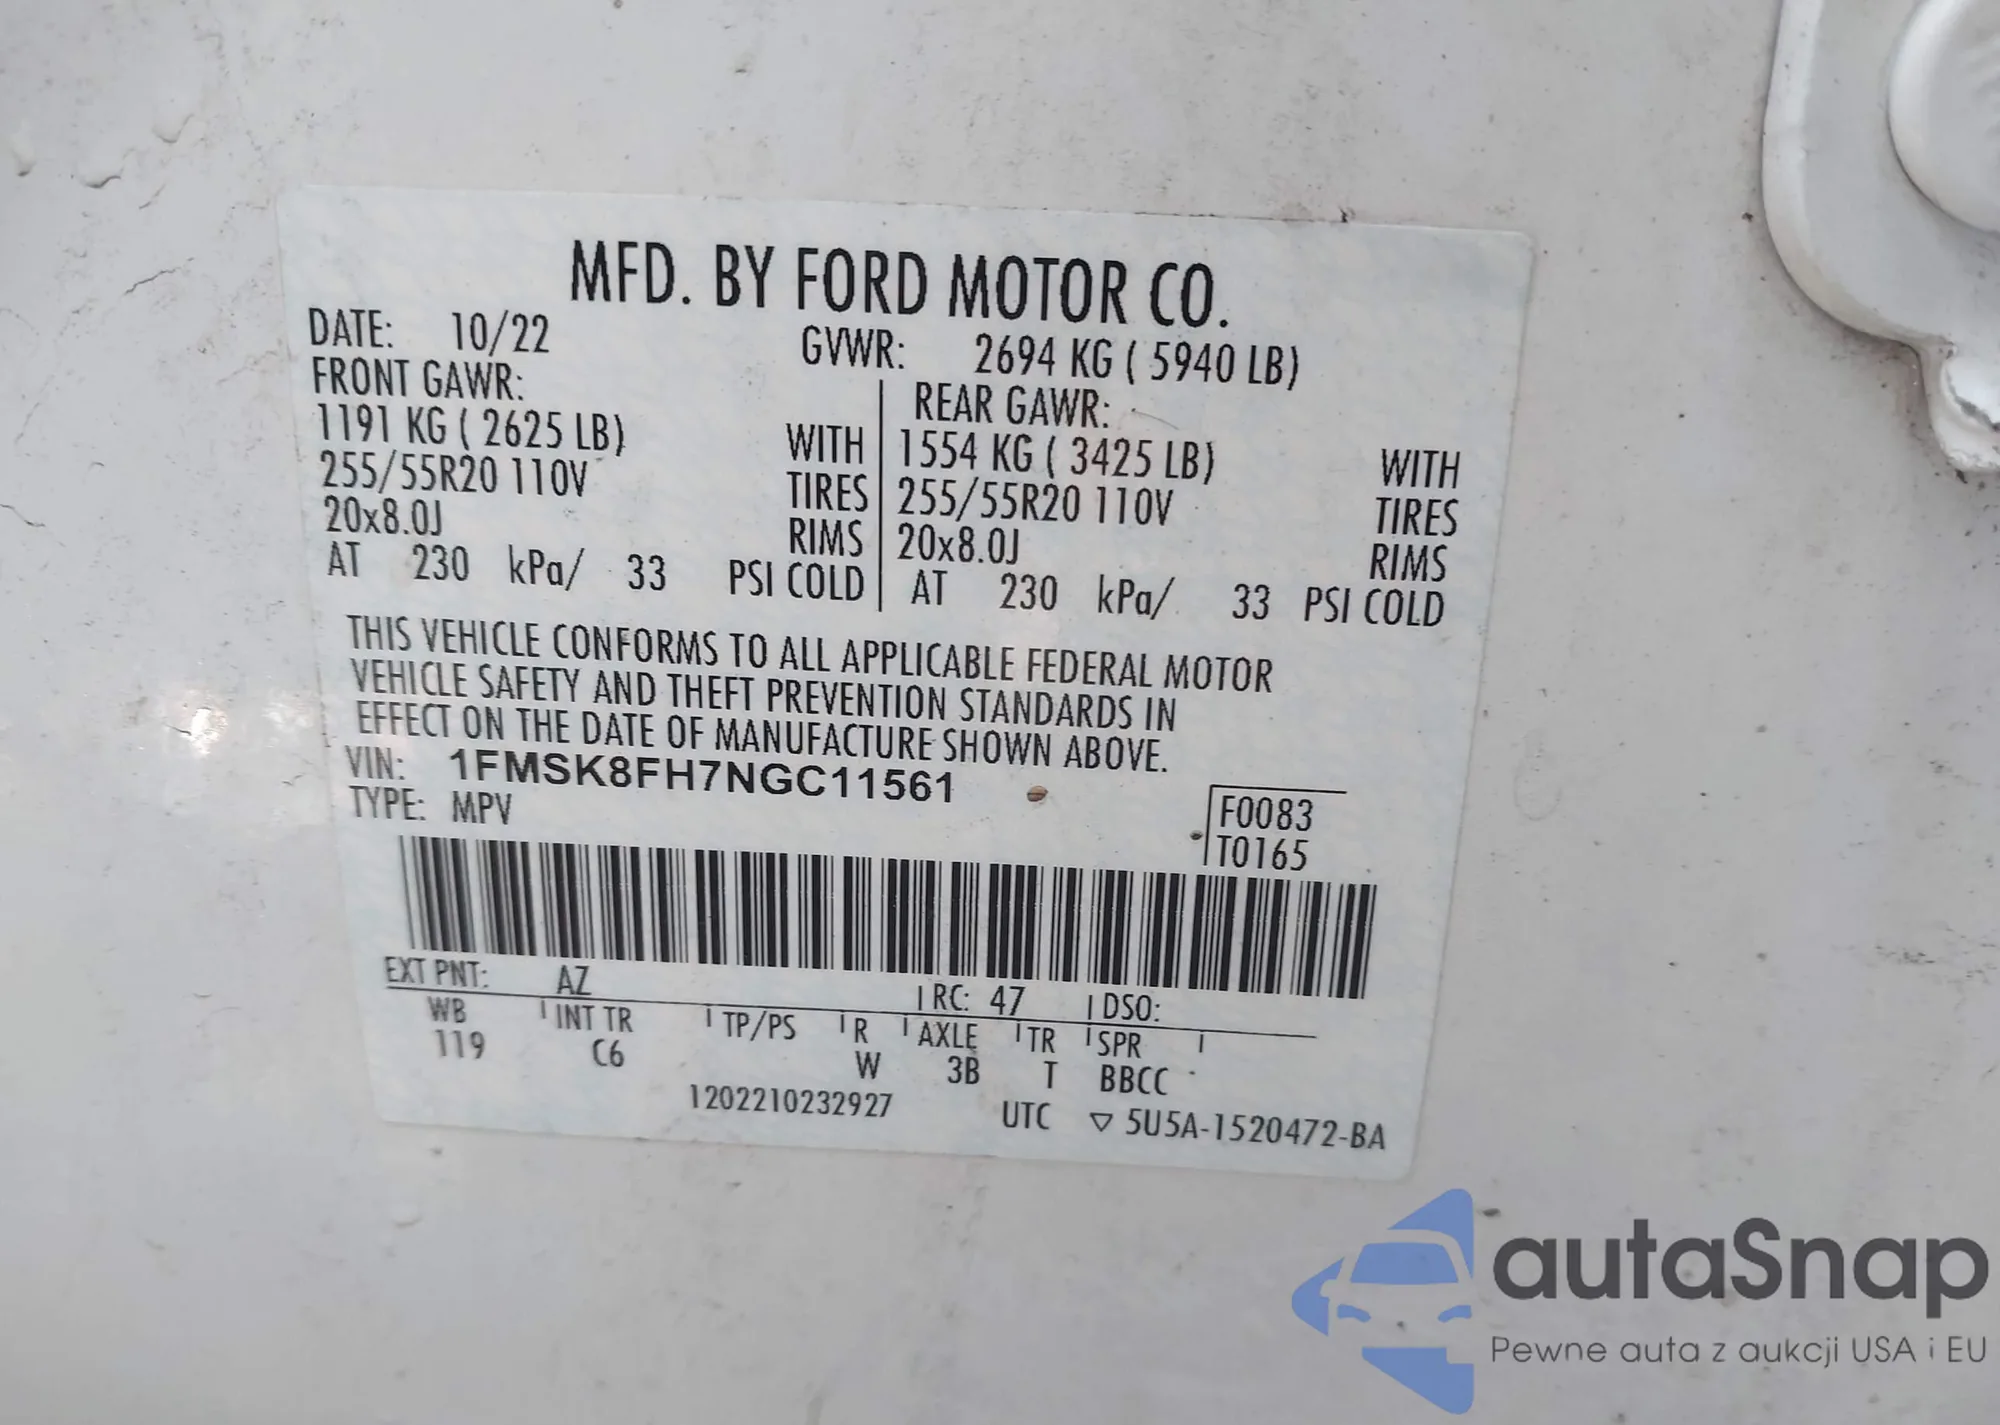 MFD. BY FORD MOTOR CO.
DATE: 10/22 GVWR: 2694 KG ( 5940 LB)
FRONT GAWR: REAR GAWR:
1191 KG ( 2625 LB) WITH 1554 KG ( 3425 LB) WITH
255/55R20 110V TIRES 255/55R20 110V TIRES
20x8.0J RIMS 20x8.0J RIMS
AT 230 kPa/ 33 PSI COLD AT 230 kPa/ 33 PSI COLD
THIS VEHICLE CONFORMS TO ALL APPLICABLE FEDERAL MOTOR
VEHICLE SAFETY AND THEFT PREVENTION STANDARDS IN
EFFECT ON THE DATE OF MANUFACTURE SHOWN ABOVE.
VIN: 1FMSK8FH7NGC11561
TYPE: MPV
F0083
T0165
EXT PNT: AZ RC: 47 DSO:
WB INT TR TP/PS R AXLE TR SPR
119 C6 W 3B T BBCC
1202210232927 UTC ▽ 5U5A-1520472-BA
autaSnap
Pewne auta z aukcji USA i EU